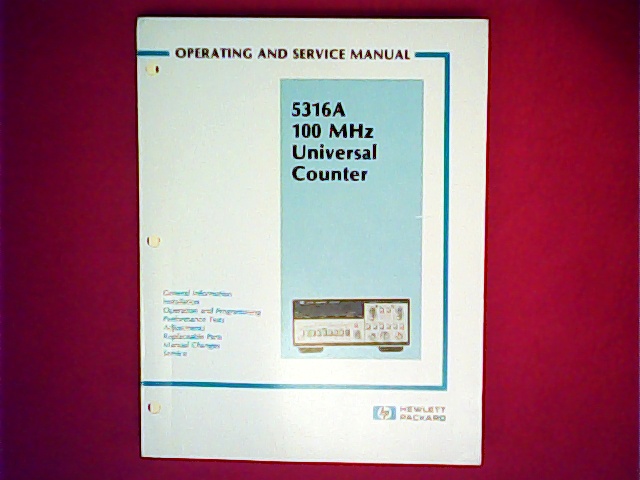 OPERATING AND SERVICE MANUAL
5316A
100 MHz
Universal
Counter
General Information
Installation
Operation and Programming
Performance Tests
Adjustments
Replaceable Parts
Manual Changes
Service
hp HEWLETT
PACKARD